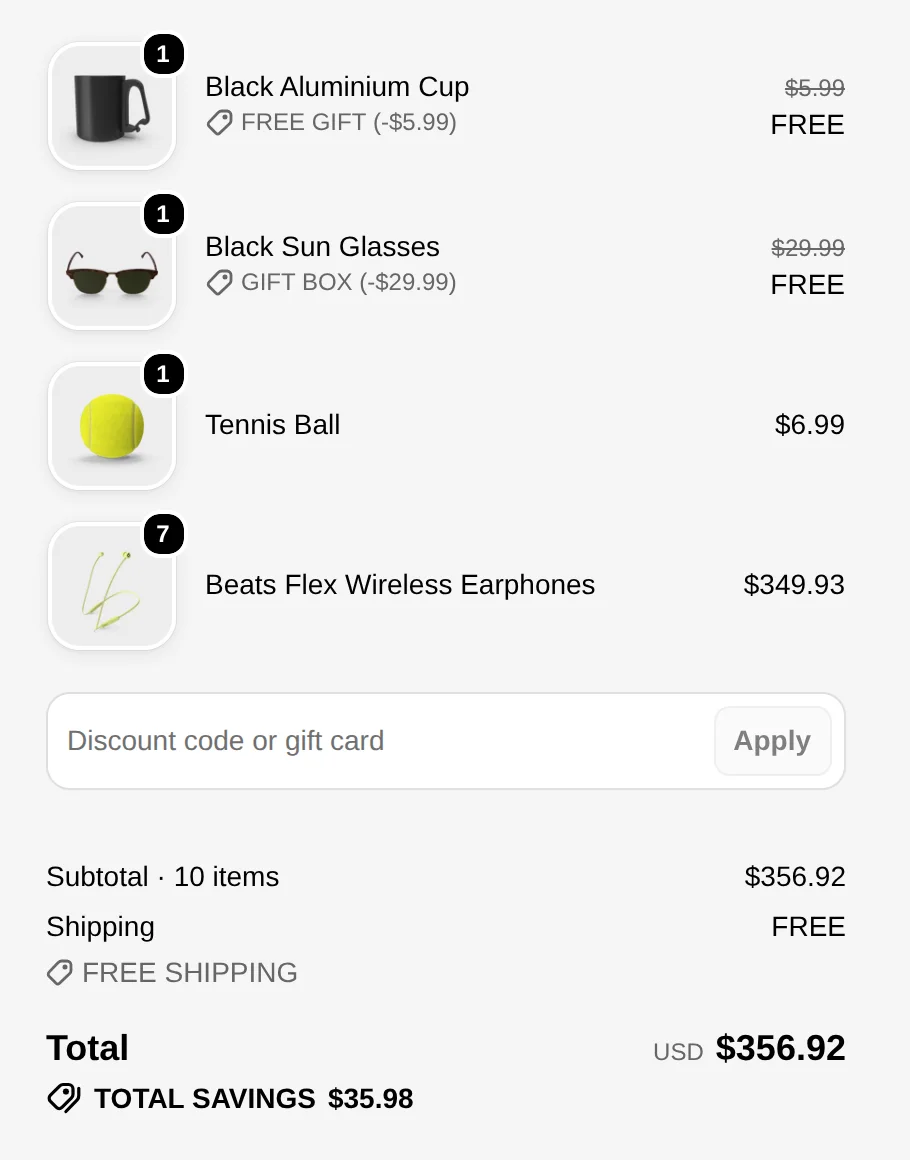 1
Black Aluminium Cup
$5.99
FREE GIFT (-$5.99)
FREE
1
Black Sun Glasses
$29.99
GIFT BOX (-$29.99)
FREE
1
Tennis Ball
$6.99
7
Beats Flex Wireless Earphones
$349.93
Discount code or gift card
Apply
Subtotal · 10 items
$356.92
Shipping
FREE
FREE SHIPPING
Total
USD $356.92
TOTAL SAVINGS $35.98